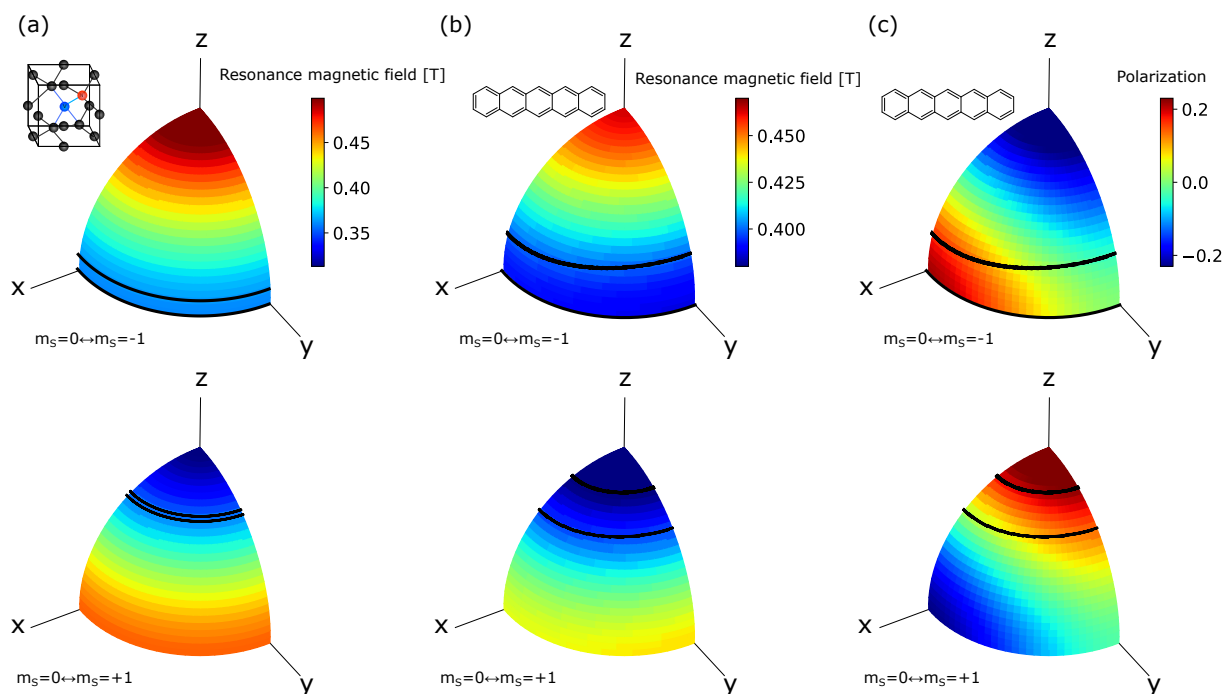 (a)
z
Resonance magnetic field [T]
0.45
0.40
0.35
x
y
mS=0↔mS=-1
(b)
z
Resonance magnetic field [T]
0.450
0.425
0.400
x
y
mS=0↔mS=-1
(c)
z
Polarization
0.2
0.0
−0.2
x
y
mS=0↔mS=-1
z
x
y
mS=0↔mS=+1
z
x
y
mS=0↔mS=+1
z
x
y
mS=0↔mS=+1